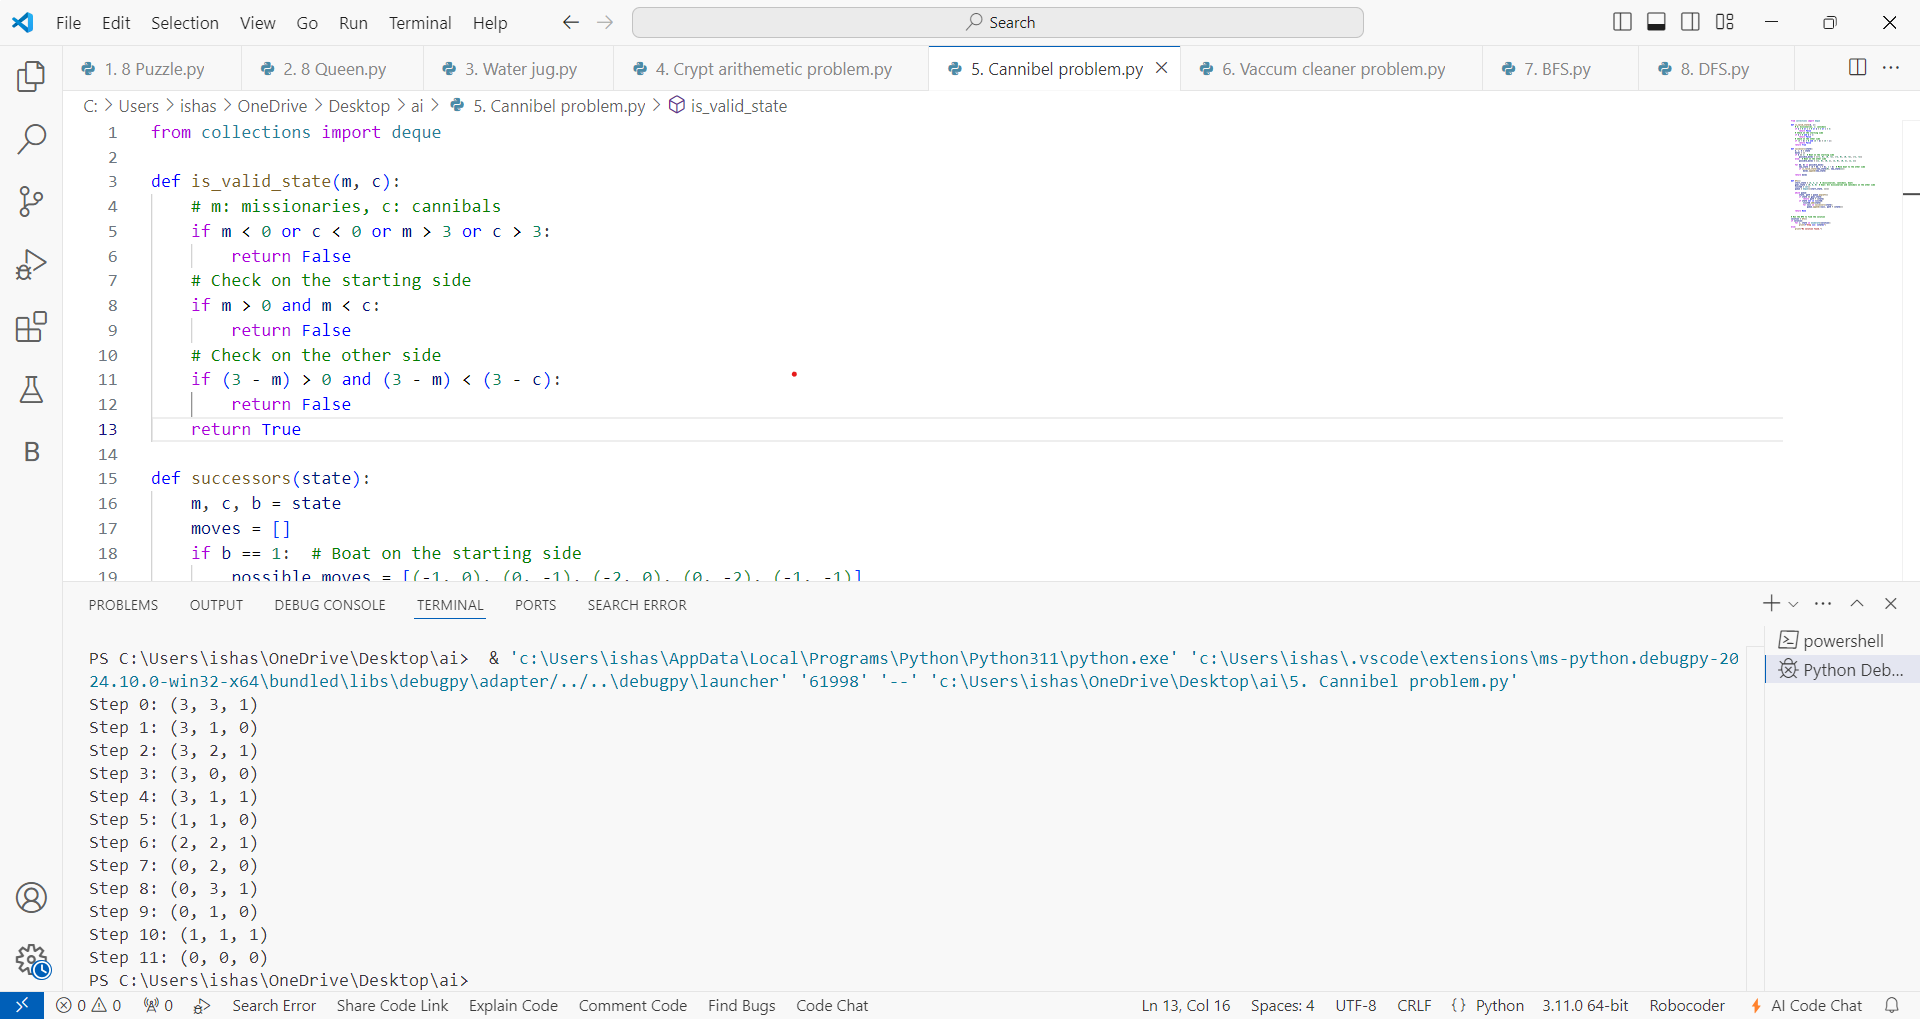 File Edit Selection View Go Run Terminal Help Search
1. 8 Puzzle.py 2. 8 Queen.py 3. Water jug.py 4. Crypt arithemetic problem.py 5. Cannibel problem.py 6. Vaccum cleaner problem.py 7. BFS.py 8. DFS.py
C: > Users > ishas > OneDrive > Desktop > ai > 5. Cannibel problem.py > is_valid_state
1 from collections import deque
2
3 def is_valid_state(m, c):
4 # m: missionaries, c: cannibals
5 if m < 0 or c < 0 or m > 3 or c > 3:
6 return False
7 # Check on the starting side
8 if m > 0 and m < c:
9 return False
10 # Check on the other side
11 if (3 - m) > 0 and (3 - m) < (3 - c):
12 return False
13 return True
14
15 def successors(state):
16 m, c, b = state
17 moves = []
18 if b == 1:  # Boat on the starting side
19 possible_moves = [(-1, 0), (0, -1), (-2, 0), (0, -2), (-1, -1)]
PROBLEMS OUTPUT DEBUG CONSOLE TERMINAL PORTS SEARCH ERROR
PS C:\Users\ishas\OneDrive\Desktop\ai>  & 'c:\Users\ishas\AppData\Local\Programs\Python\Python311\python.exe' 'c:\Users\ishas\.vscode\extensions\ms-python.debugpy-20
24.10.0-win32-x64\bundled\libs\debugpy\adapter/../..\debugpy\launcher' '61998' '--' 'c:\Users\ishas\OneDrive\Desktop\ai\5. Cannibel problem.py'
Step 0: (3, 3, 1)
Step 1: (3, 1, 0)
Step 2: (3, 2, 1)
Step 3: (3, 0, 0)
Step 4: (3, 1, 1)
Step 5: (1, 1, 0)
Step 6: (2, 2, 1)
Step 7: (0, 2, 0)
Step 8: (0, 3, 1)
Step 9: (0, 1, 0)
Step 10: (1, 1, 1)
Step 11: (0, 0, 0)
PS C:\Users\ishas\OneDrive\Desktop\ai>
powershell
Python Deb...
B
0 0 0 Search Error Share Code Link Explain Code Comment Code Find Bugs Code Chat Ln 13, Col 16 Spaces: 4 UTF-8 CRLF {} Python 3.11.0 64-bit Robocoder AI Code Chat